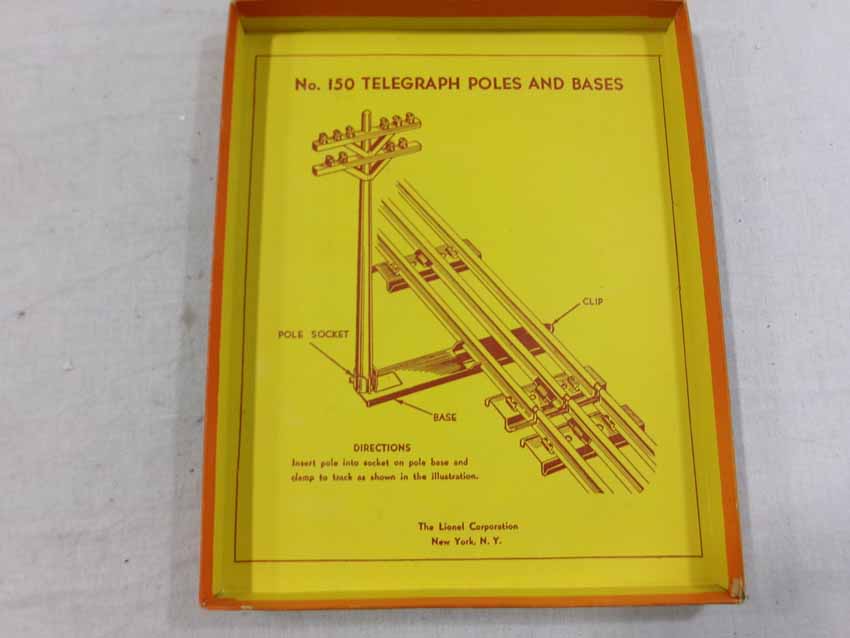 No. 150 TELEGRAPH POLES AND BASES
CLIP
POLE SOCKET
BASE
DIRECTIONS
Insert pole into socket on pole base and
clamp to track as shown in the illustration.
The Lionel Corporation
New York, N. Y.